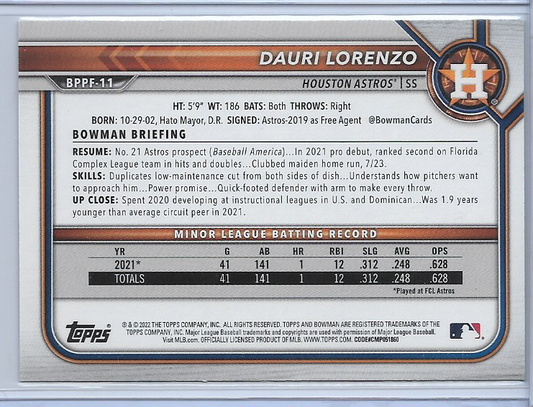 DAURI LORENZO
BPPF-11
HOUSTON ASTROS® | SS
H
HT: 5'9" WT: 186 BATS: Both THROWS: Right
BORN: 10-29-02, Hato Mayor, D.R. SIGNED: Astros-2019 as Free Agent @BowmanCards
BOWMAN BRIEFING
RESUME: No. 21 Astros prospect (Baseball America)...In 2021 pro debut, ranked second on Florida
Complex League team in hits and doubles...Clubbed maiden home run, 7/23.
SKILLS: Duplicates low-maintenance cut from both sides of dish...Understands how pitchers want
to approach him...Power promise...Quick-footed defender with arm to make every throw.
UP CLOSE: Spent 2020 developing at instructional leagues in U.S. and Dominican...Was 1.9 years
younger than average circuit peer in 2021.
MINOR LEAGUE BATTING RECORD
YR G AB HR RBI SLG AVG OPS
2021* 41 141 1 12 .312 .248 .628
TOTALS 41 141 1 12 .312 .248 .628
*Played at FCL Astros
Topps
® & © 2022 THE TOPPS COMPANY, INC. ALL RIGHTS RESERVED. TOPPS AND BOWMAN ARE REGISTERED TRADEMARKS OF THE
TOPPS COMPANY, INC. Major League Baseball trademarks and copyrights are used with permission of Major League Baseball.
Visit MLB.com. OFFICIALLY LICENSED PRODUCT OF MLB. WWW.TOPPS.COM. CODE#CMP051860